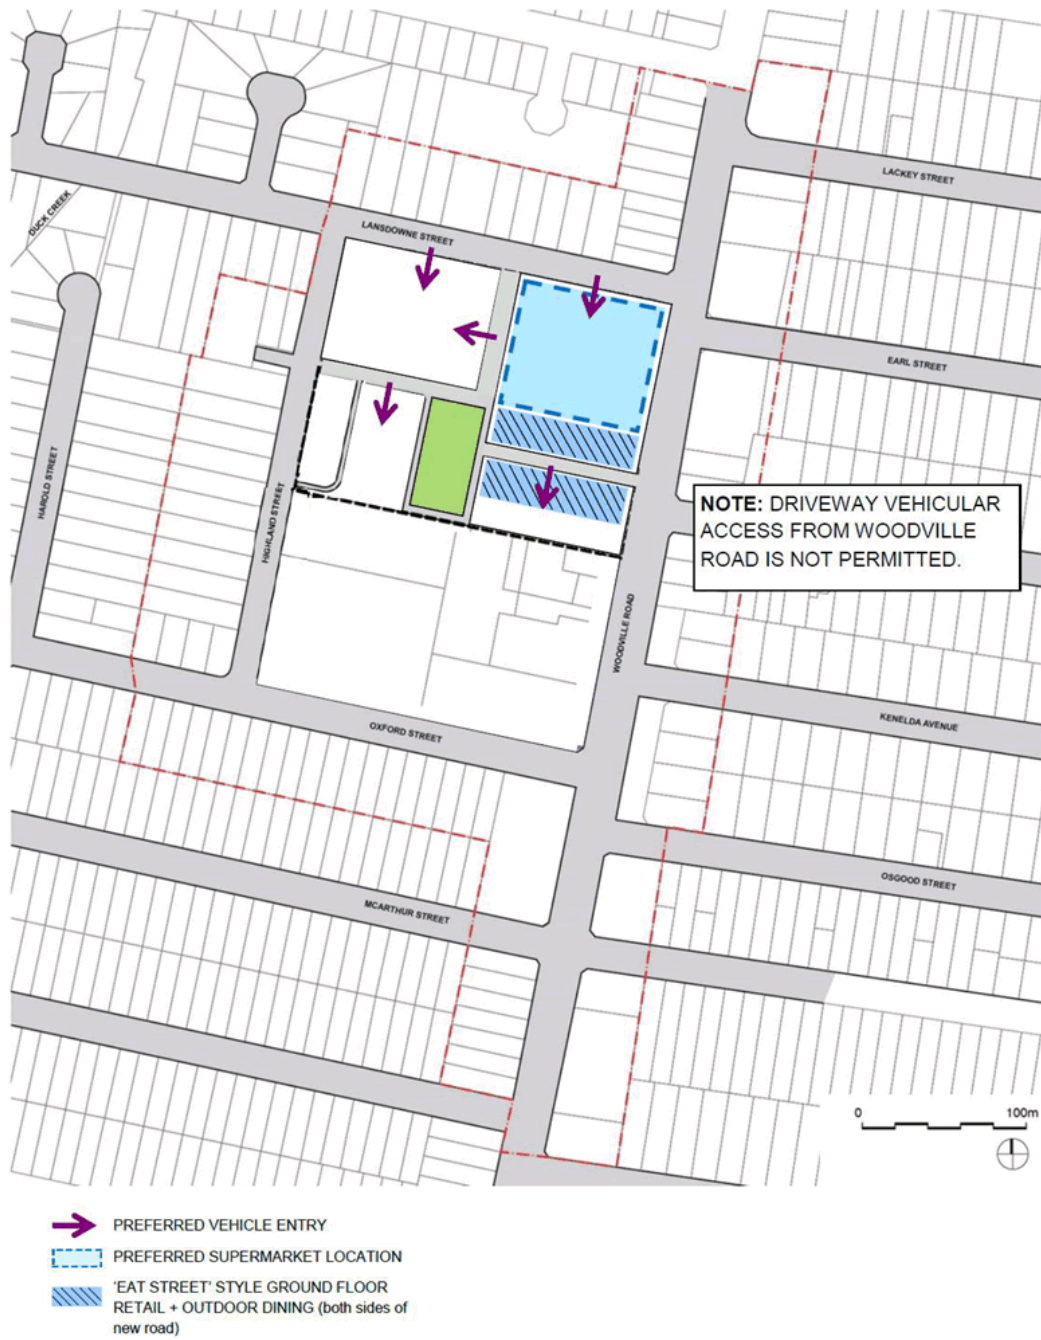 LACKEY STREET
DUCK CREEK
LANSDOWNE STREET
EARL STREET
HAROLD STREET
HIGHLAND STREET
NOTE: DRIVEWAY VEHICULAR
ACCESS FROM WOODVILLE
ROAD IS NOT PERMITTED.
WOODVILLE ROAD
OXFORD STREET
KENELDA AVENUE
OSGOOD STREET
MCARTHUR STREET
0 100m
PREFERRED VEHICLE ENTRY
PREFERRED SUPERMARKET LOCATION
'EAT STREET' STYLE GROUND FLOOR
RETAIL + OUTDOOR DINING (both sides of
new road)